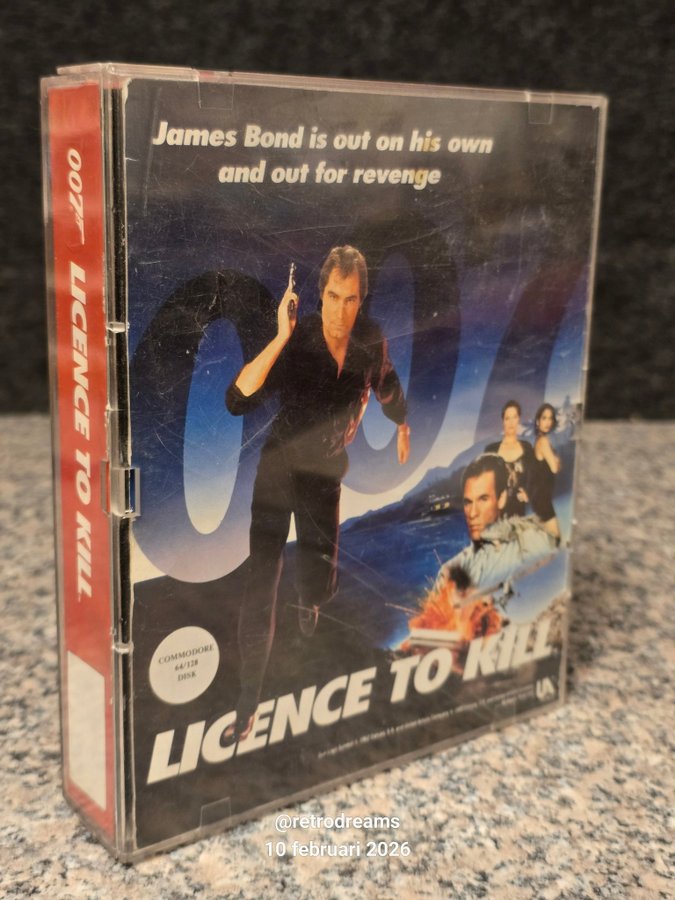 James Bond is out on his own
and out for revenge
007
007 LICENCE TO KILL
COMMODORE
64/128
DISK
LICENCE TO KILL
UA
@retrodreams
10 februari 2026